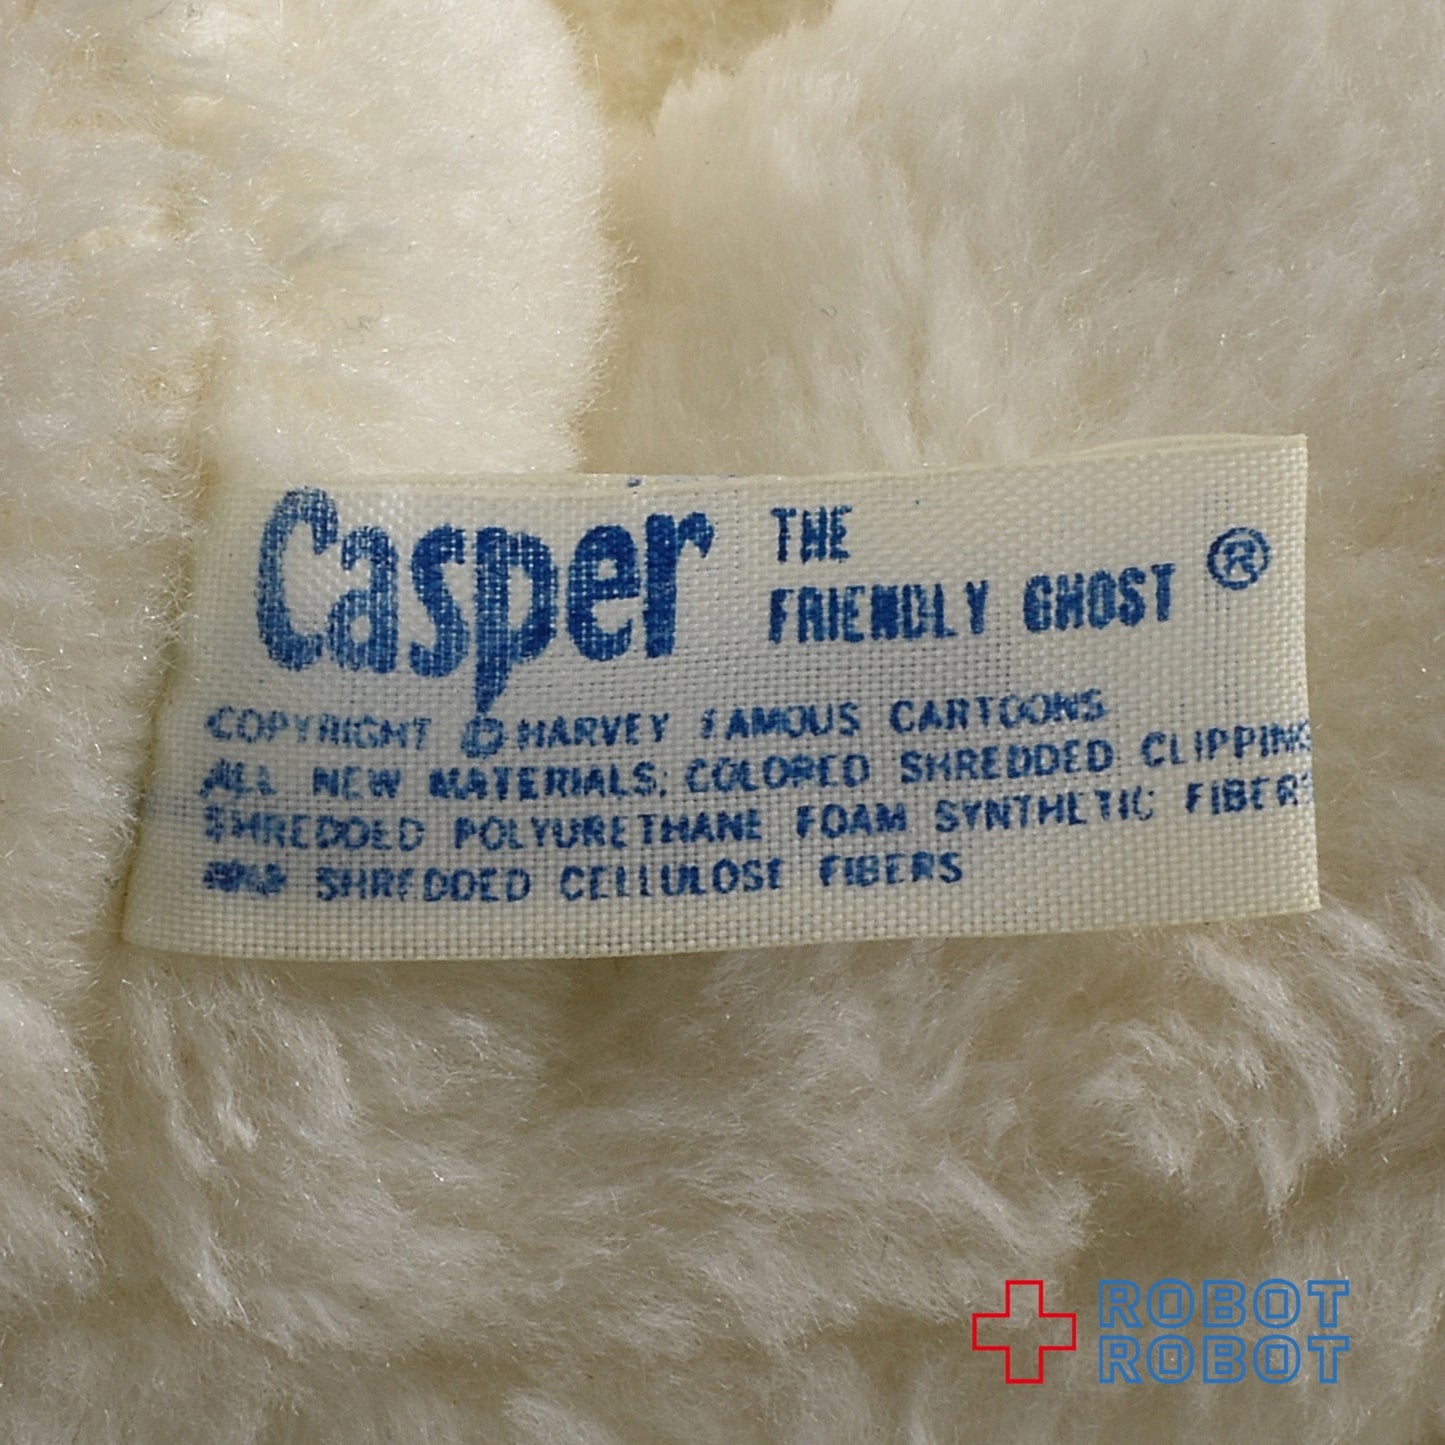 Casper THE FRIENDLY GHOST ®
COPYRIGHT © HARVEY FAMOUS CARTOONS
ALL NEW MATERIALS: COLORED SHREDDED CLIPPING
SHREDDED POLYURETHANE FOAM SYNTHETIC FIBERS
SHREDDED CELLULOSE FIBERS
ROBOT
ROBOT